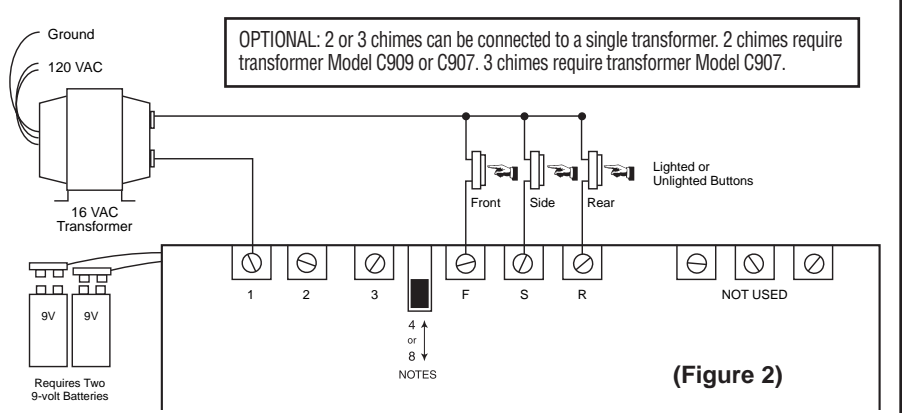 Ground
120 VAC
16 VAC
Transformer
OPTIONAL: 2 or 3 chimes can be connected to a single transformer. 2 chimes require
transformer Model C909 or C907. 3 chimes require transformer Model C907.
Front
Side
Rear
Lighted or
Unlighted Buttons
9V
9V
Requires Two
9-volt Batteries
1
2
3
4
or
8
NOTES
F
S
R
NOT USED
(Figure 2)